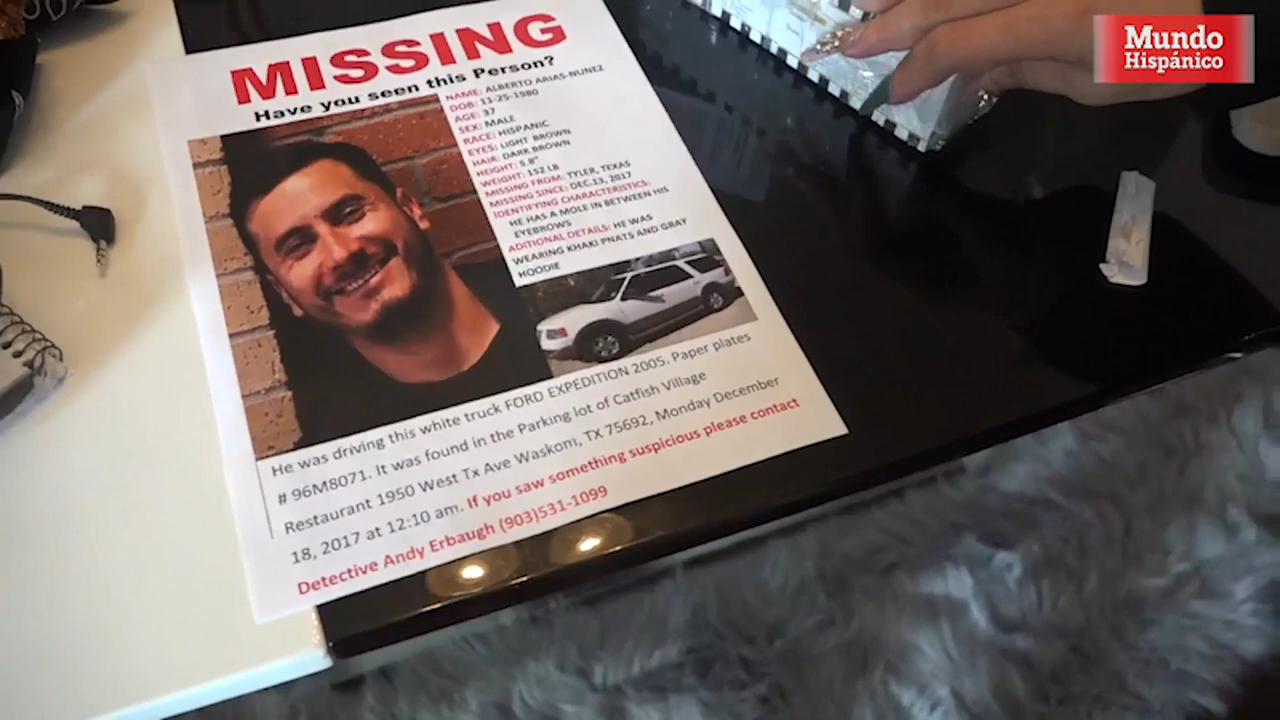 Mundo
Hispánico
MISSING
Have you seen this Person?
NAME: ALBERTO ARIAS-NUNEZ
DOB: 11-25-1980
AGE: 37
SEX: MALE
RACE: HISPANIC
EYES: LIGHT BROWN
HAIR: DARK BROWN
HEIGHT: 5.8"
WEIGHT: 152 LB
MISSING FROM: TYLER, TEXAS
MISSING SINCE: DEC.13, 2017
IDENTIFYING CHARACTERISTICS:
HE HAS A MOLE IN BETWEEN HIS
EYEBROWS
ADITIONAL DETAILS: HE WAS
WEARING KHAKI PNATS AND GRAY
HOODIE
He was driving this white truck FORD EXPEDITION 2005. Paper plates
# 96M8071. It was found in the Parking lot of Catfish Village
Restaurant 1950 West Tx Ave Waskom, TX 75692, Monday December
18, 2017 at 12:10 am. If you saw something suspicious please contact
Detective Andy Erbaugh (903)531-1099